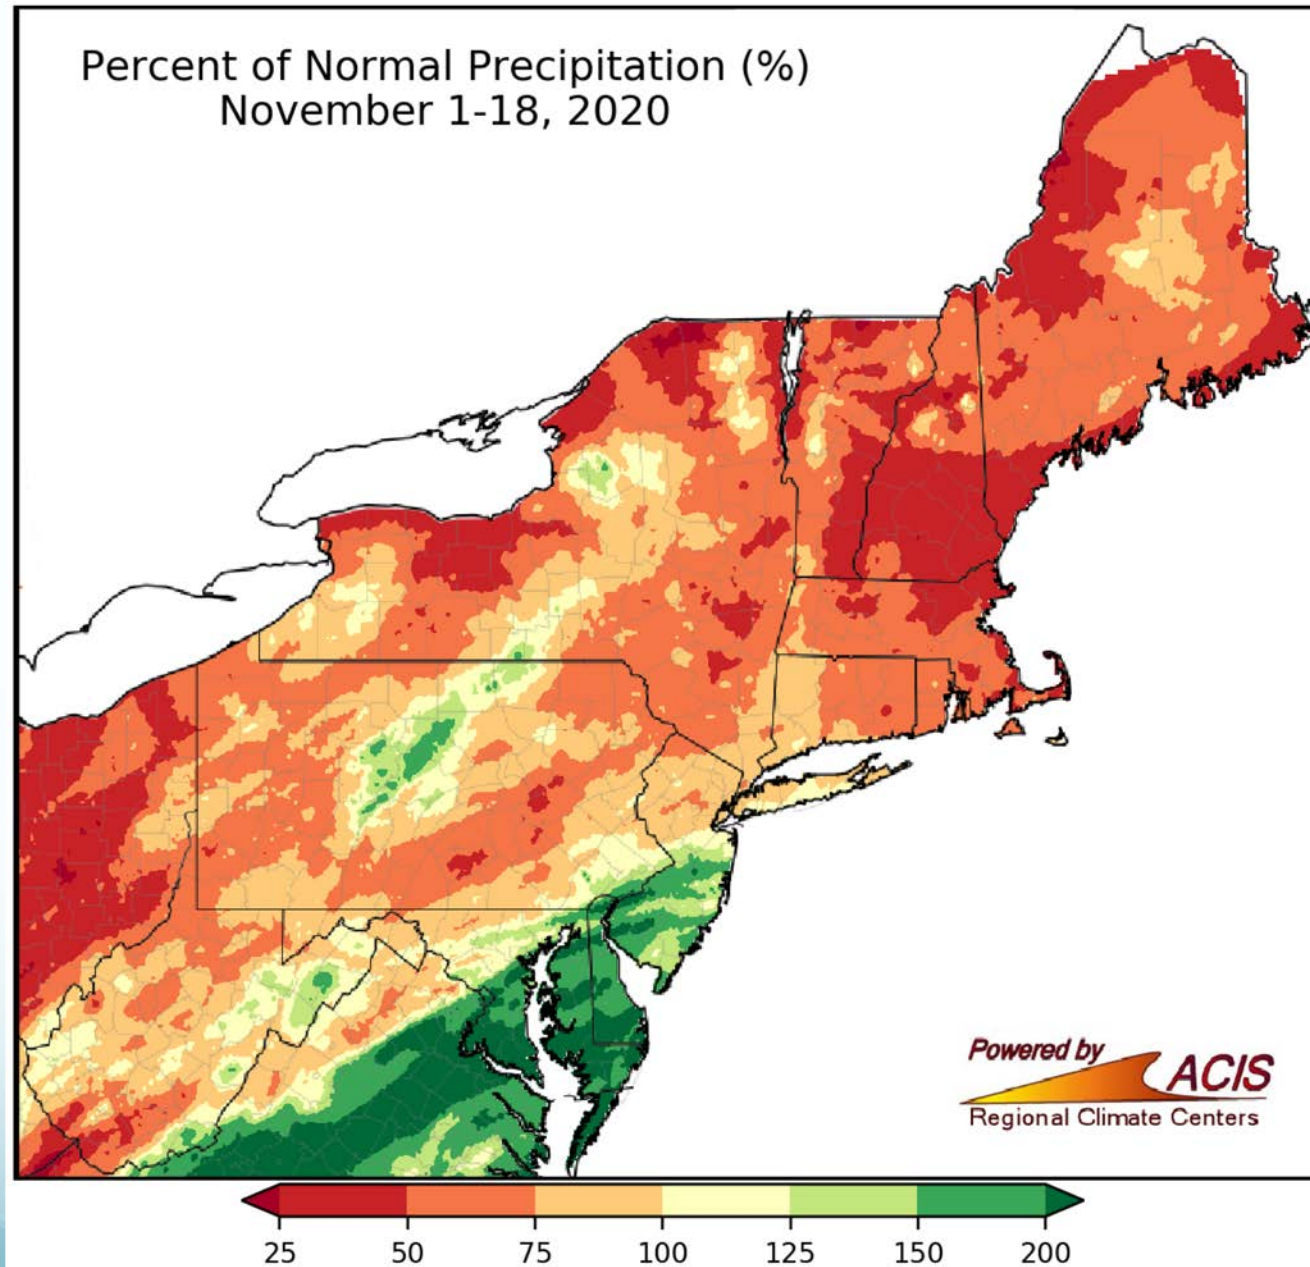 Percent of Normal Precipitation (%)
November 1-18, 2020
Powered by
ACIS
Regional Climate Centers
25 50 75 100 125 150 200